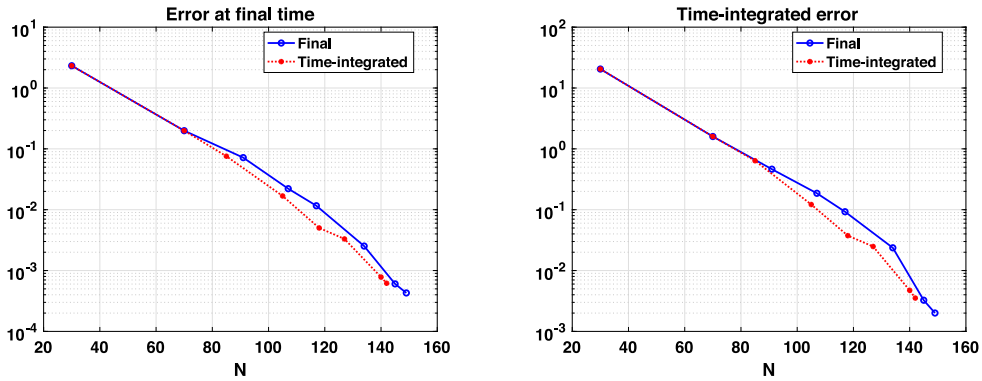 Error at final time
10^1
10^0
10^-1
10^-2
10^-3
10^-4
20 40 60 80 100 120 140 160
N
Final
Time-integrated
Time-integrated error
10^2
10^1
10^0
10^-1
10^-2
10^-3
20 40 60 80 100 120 140 160
N
Final
Time-integrated